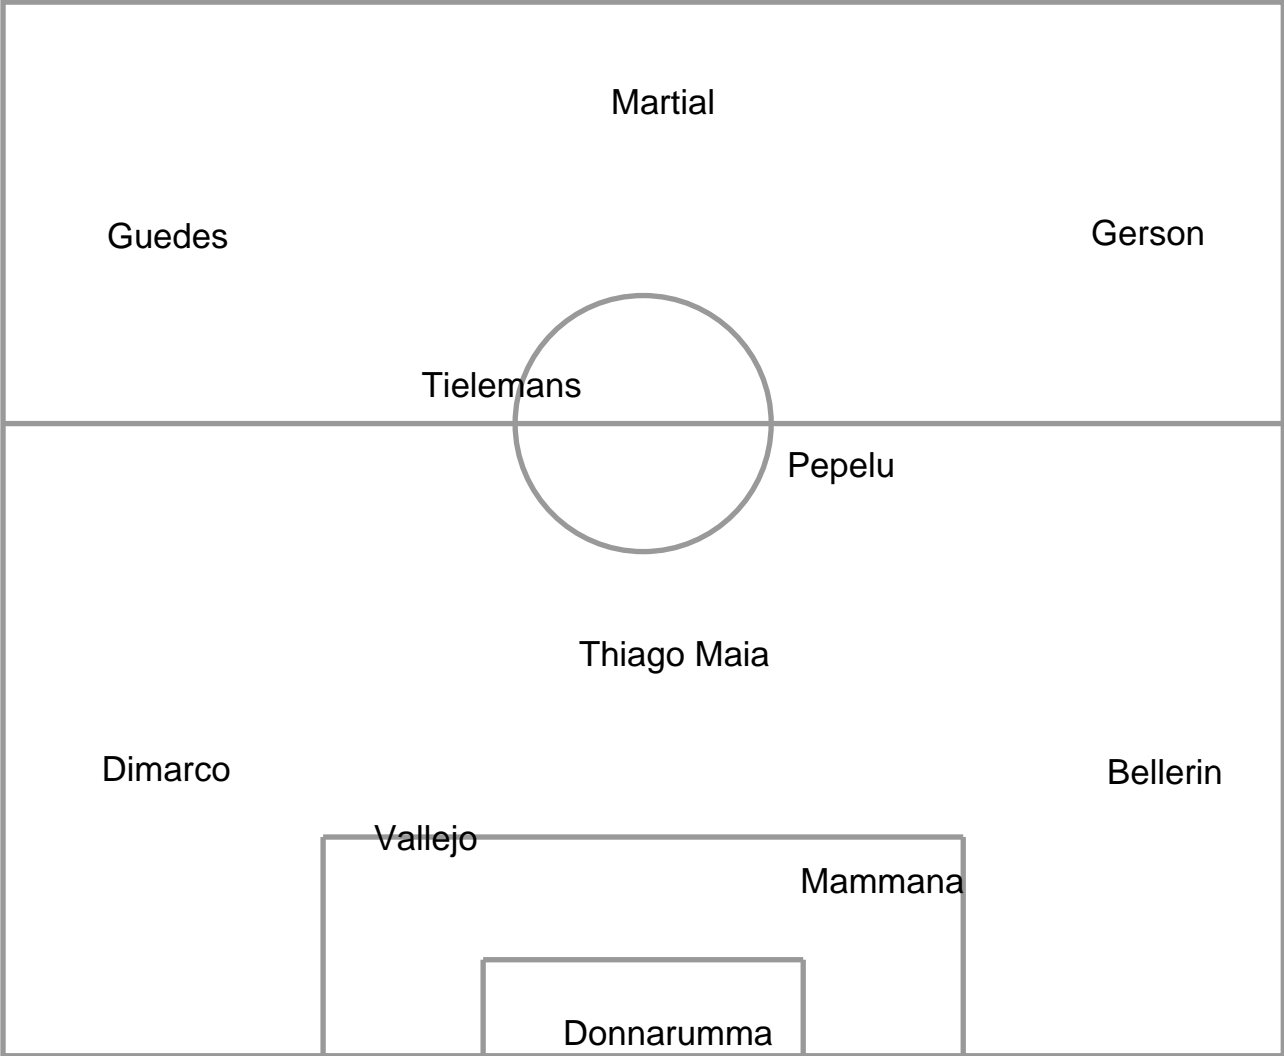 Martial
Guedes
Gerson
Tielemans
Pepelu
Thiago Maia
Dimarco
Bellerin
Vallejo
Mammana
Donnarumma